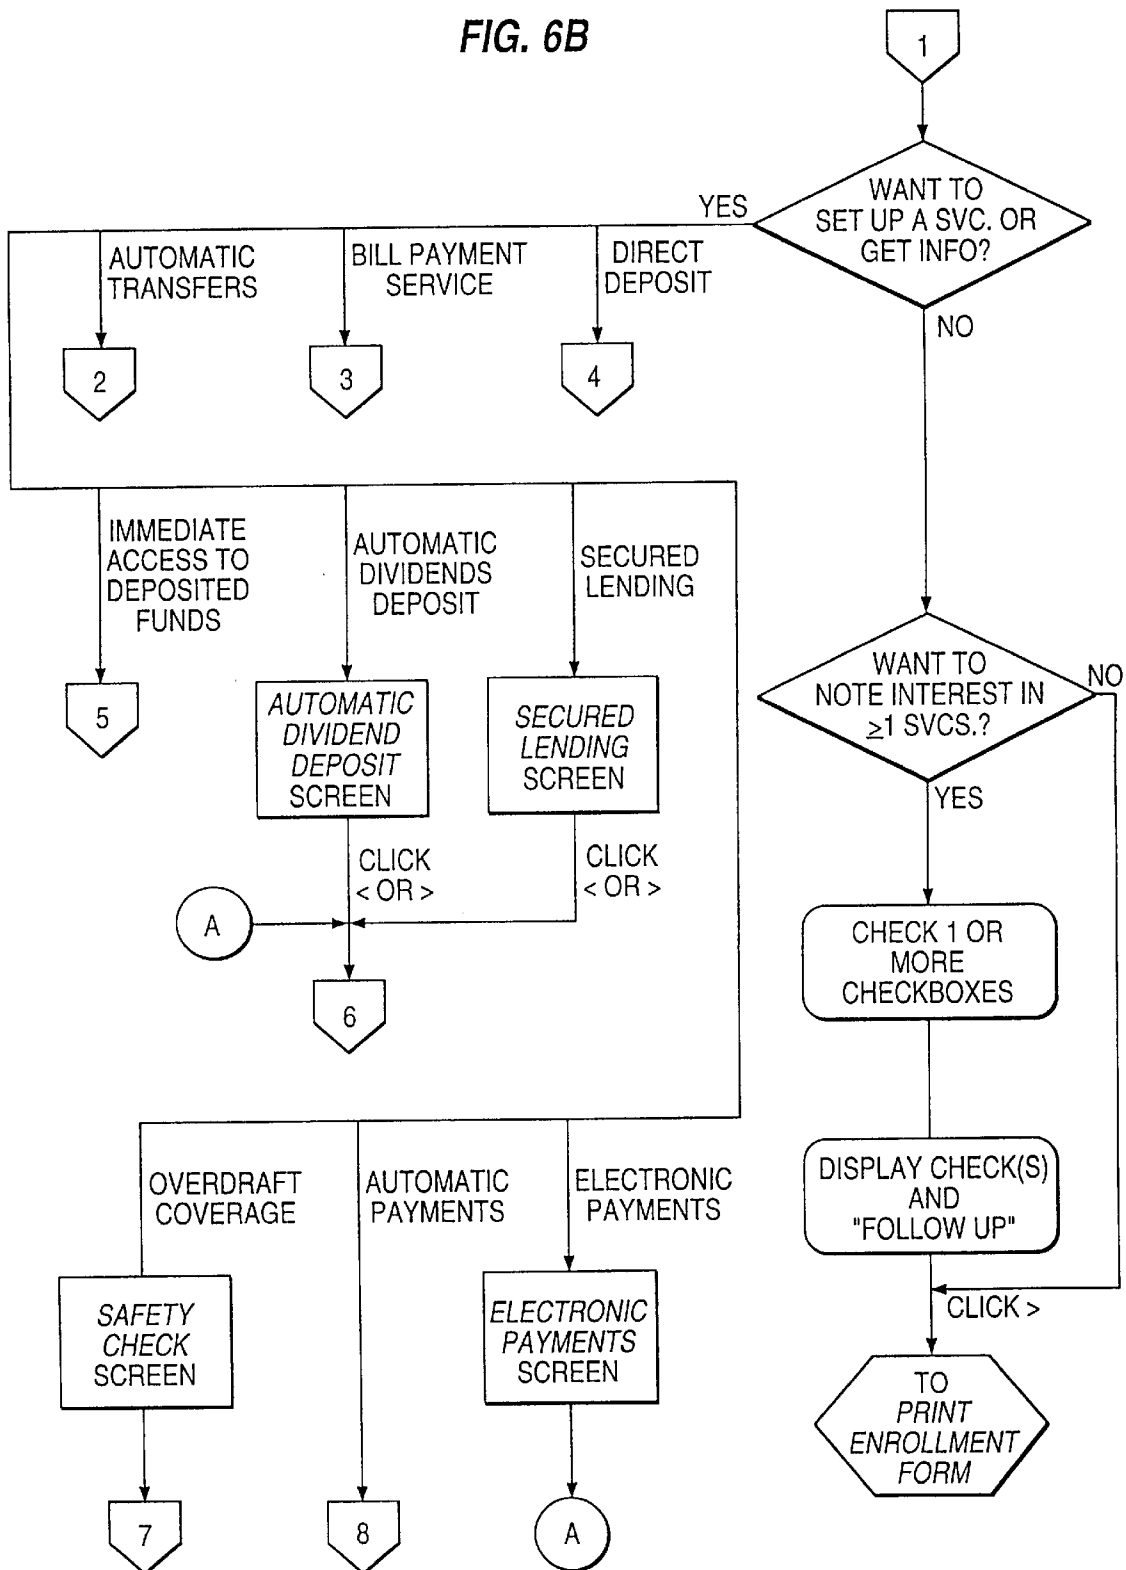 FIG. 6B
1
WANT TO
SET UP A SVC. OR
GET INFO?
YES
NO
AUTOMATIC
TRANSFERS
BILL PAYMENT
SERVICE
DIRECT
DEPOSIT
2
3
4
IMMEDIATE
ACCESS TO
DEPOSITED
FUNDS
AUTOMATIC
DIVIDENDS
DEPOSIT
SECURED
LENDING
5
AUTOMATIC
DIVIDEND
DEPOSIT
SCREEN
SECURED
LENDING
SCREEN
CLICK
< OR >
CLICK
< OR >
A
6
WANT TO
NOTE INTEREST IN
≥1 SVCS.?
NO
YES
CHECK 1 OR
MORE
CHECKBOXES
DISPLAY CHECK(S)
AND
"FOLLOW UP"
CLICK >
TO
PRINT
ENROLLMENT
FORM
OVERDRAFT
COVERAGE
AUTOMATIC
PAYMENTS
ELECTRONIC
PAYMENTS
SAFETY
CHECK
SCREEN
ELECTRONIC
PAYMENTS
SCREEN
7
8
A